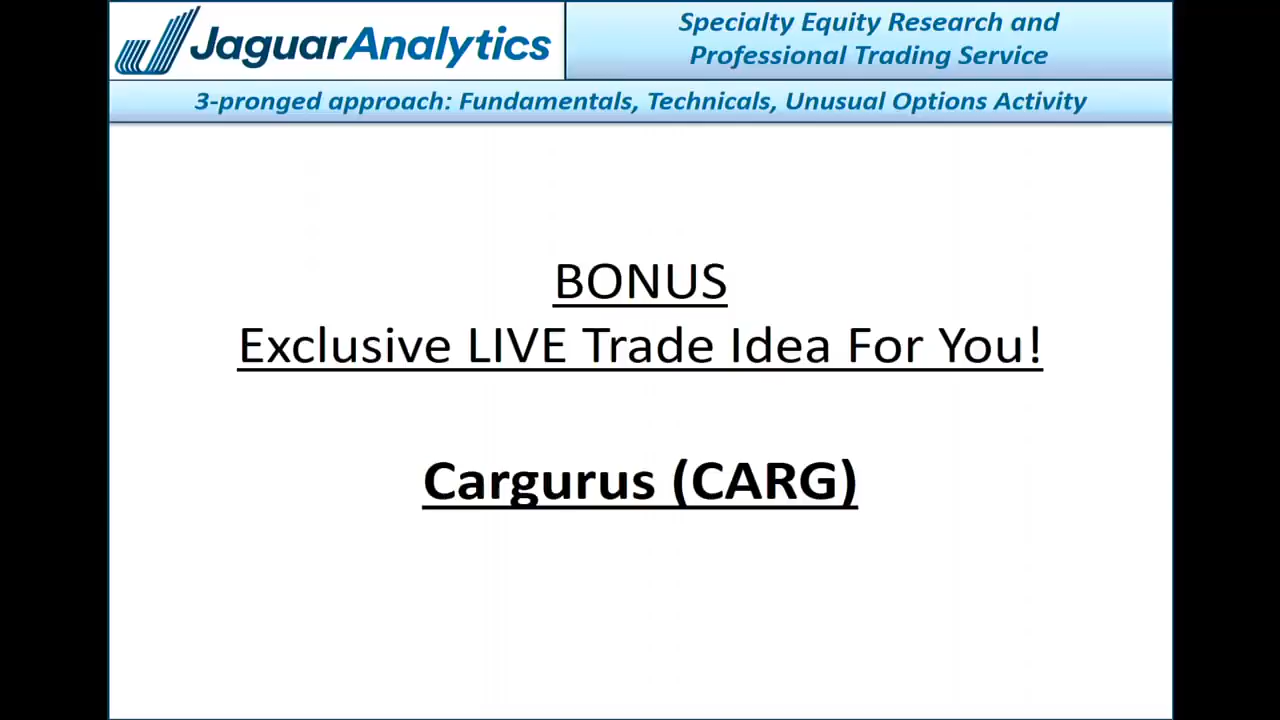 JaguarAnalytics
Specialty Equity Research and
Professional Trading Service
3-pronged approach: Fundamentals, Technicals, Unusual Options Activity
BONUS
Exclusive LIVE Trade Idea For You!
Cargurus (CARG)